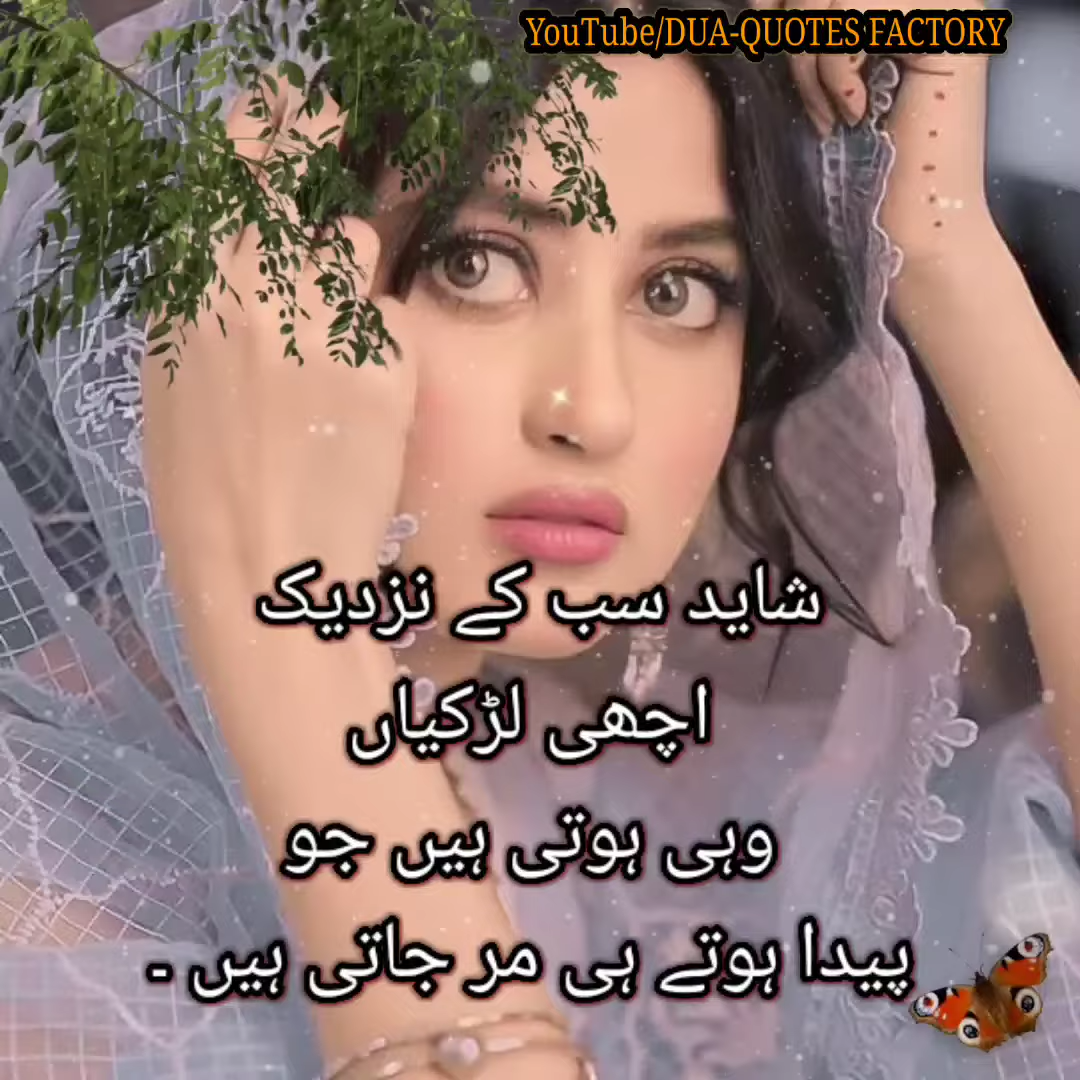 YouTube/DUA-QUOTES FACTORY
شاید سب کے نزدیک
اچھی لڑکیاں
وہی ہوتی ہیں جو
پیدا ہوتے ہی مر جاتی ہیں ۔